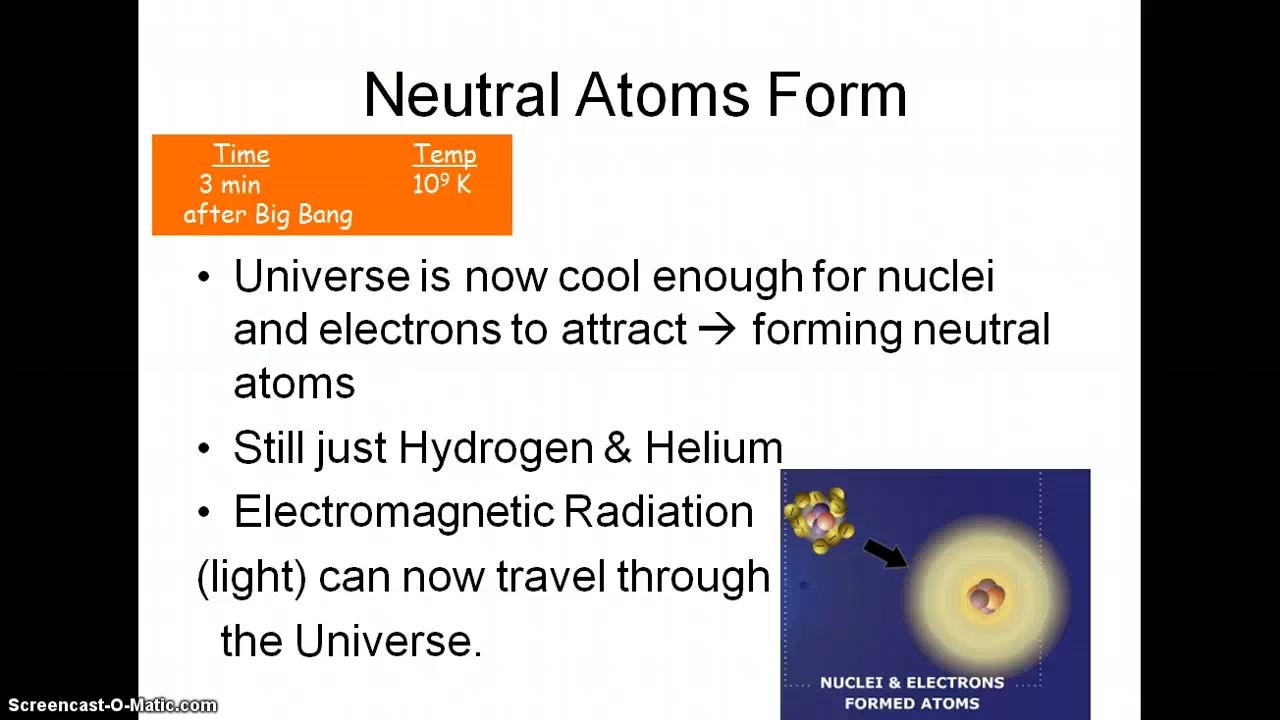 Neutral Atoms Form
Time Temp
3 min 10⁹ K
after Big Bang
• Universe is now cool enough for nuclei
and electrons to attract → forming neutral
atoms
• Still just Hydrogen & Helium
• Electromagnetic Radiation
(light) can now travel through
the Universe.
NUCLEI & ELECTRONS
FORMED ATOMS
Screencast-O-Matic.com